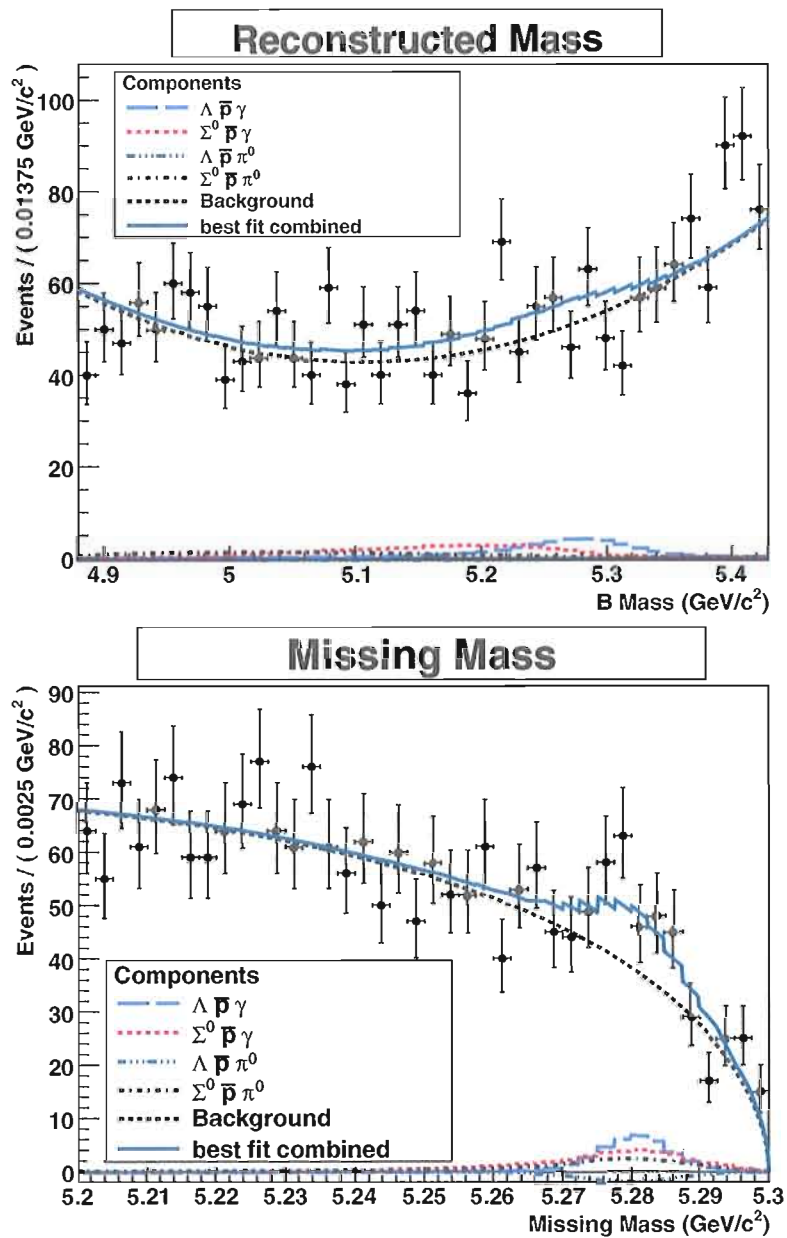 Reconstructed Mass
Events / ( 0.01375 GeV/c²)
100
80
60
40
20
0
Components
Λ p̅ γ
Σ⁰ p̅ γ
Λ p̅ π⁰
Σ⁰ p̅ π⁰
Background
best fit combined
4.9 5 5.1 5.2 5.3 5.4
B Mass (GeV/c²)
Missing Mass
Events / ( 0.0025 GeV/c²)
90
80
70
60
50
40
30
20
10
0
Components
Λ p̅ γ
Σ⁰ p̅ γ
Λ p̅ π⁰
Σ⁰ p̅ π⁰
Background
best fit combined
5.2 5.21 5.22 5.23 5.24 5.25 5.26 5.27 5.28 5.29 5.3
Missing Mass (GeV/c²)